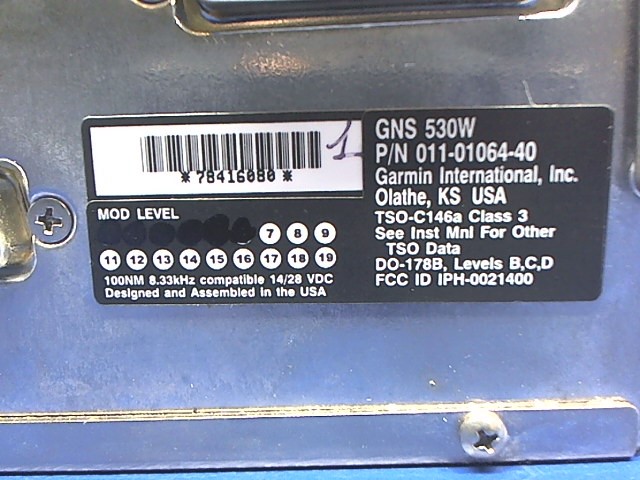 *78416080*
1
GNS 530W
P/N 011-01064-40
Garmin International, Inc.
Olathe, KS USA
TSO-C146a Class 3
See Inst Mnl For Other
TSO Data
DO-178B, Levels B,C,D
FCC ID IPH-0021400
MOD LEVEL
7 8 9
11 12 13 14 15 16 17 18 19
100NM 8.33kHz compatible 14/28 VDC
Designed and Assembled in the USA